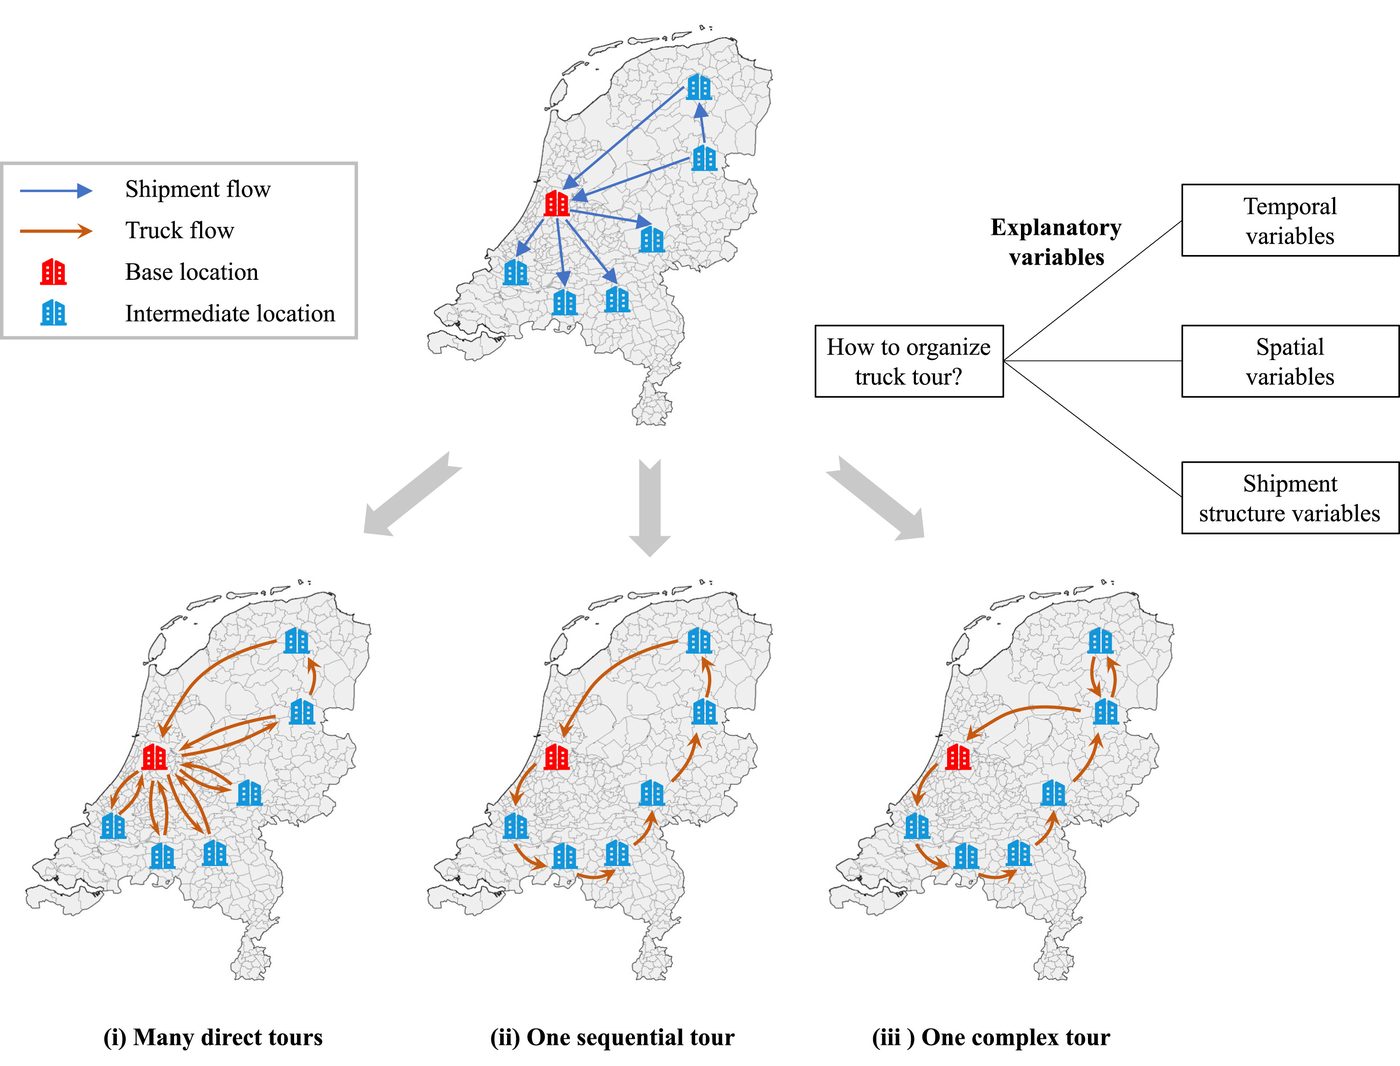 Shipment flow
Truck flow
Base location
Intermediate location
Explanatory
variables
How to organize
truck tour?
Temporal
variables
Spatial
variables
Shipment
structure variables
(i) Many direct tours
(ii) One sequential tour
(iii ) One complex tour